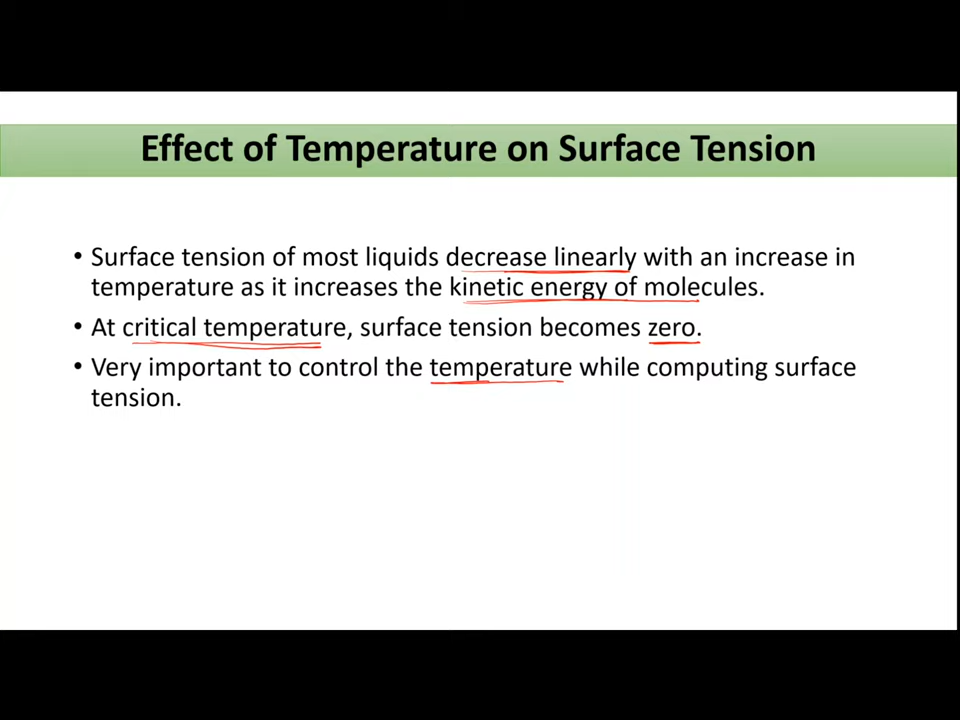 Effect of Temperature on Surface Tension
• Surface tension of most liquids decrease linearly with an increase in
temperature as it increases the kinetic energy of molecules.
• At critical temperature, surface tension becomes zero.
• Very important to control the temperature while computing surface
tension.